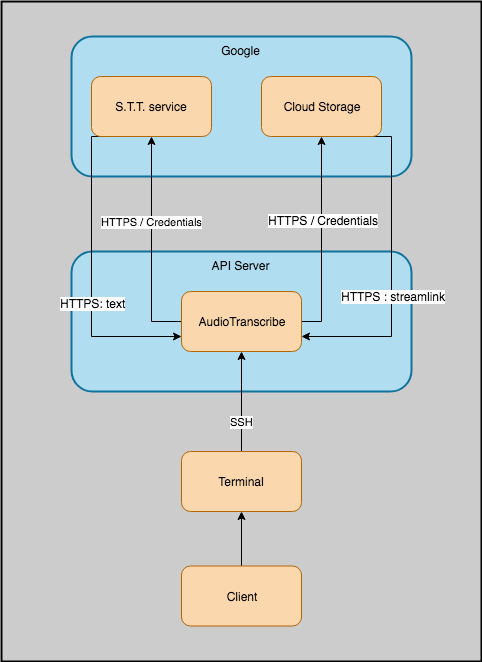 Google
S.T.T. service
Cloud Storage
HTTPS / Credentials
HTTPS / Credentials
API Server
HTTPS: text
HTTPS : streamlink
AudioTranscribe
SSH
Terminal
Client